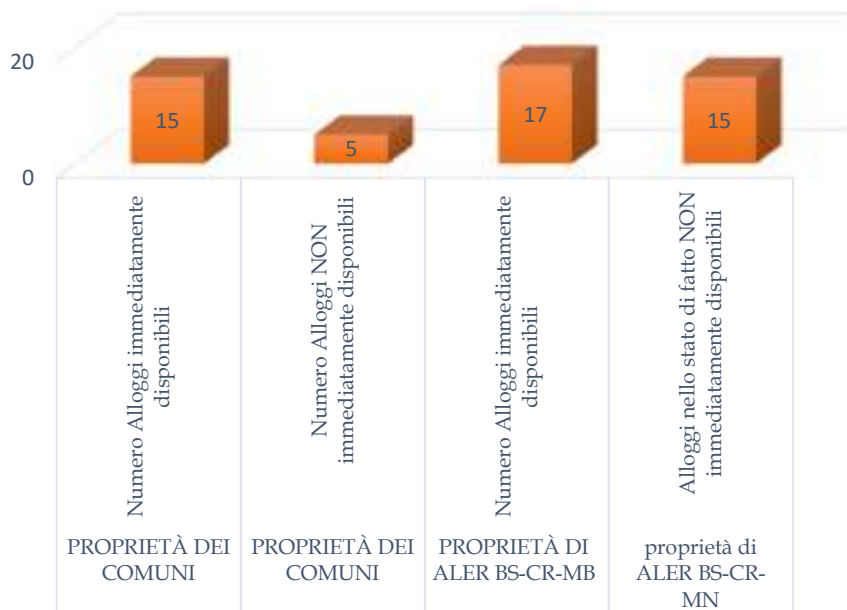 20
0
15
5
17
15
Numero Alloggi immediatamente
disponibili
Numero Alloggi NON
immediatamente disponibili
Numero Alloggi immediatamente
disponibili
Alloggi nello stato di fatto NON
immediatamente disponibili
PROPRIETÀ DEI
COMUNI
PROPRIETÀ DEI
COMUNI
PROPRIETÀ DI
ALER BS-CR-MB
proprietà di
ALER BS-CR-
MN